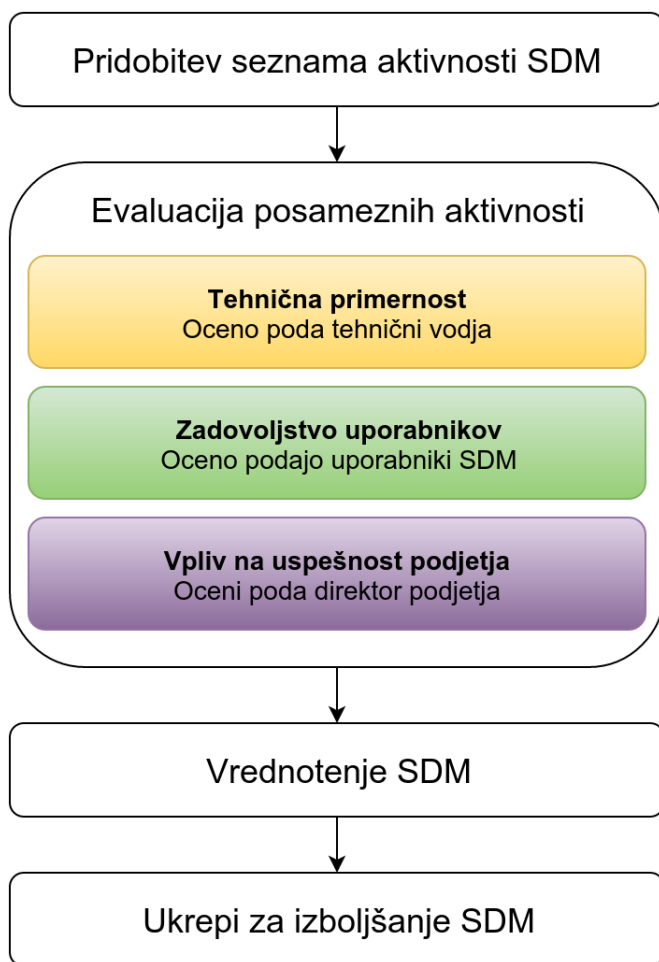 Pridobitev seznama aktivnosti SDM
Evaluacija posameznih aktivnosti
Tehnična primernost
Oceno poda tehnični vodja
Zadovoljstvo uporabnikov
Oceno podajo uporabniki SDM
Vpliv na uspešnost podjetja
Oceni poda direktor podjetja
Vrednotenje SDM
Ukrepi za izboljšanje SDM